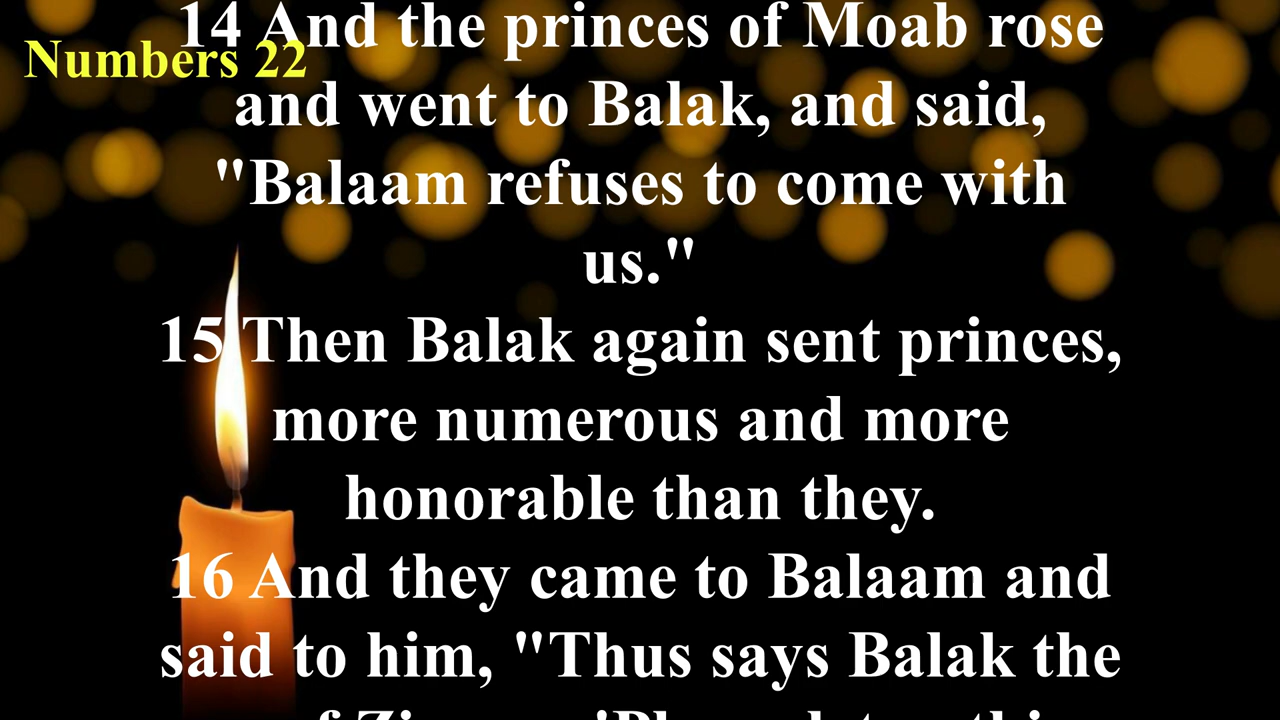 14 And the princes of Moab rose
Numbers 22
and went to Balak, and said,
"Balaam refuses to come with
us."
15 Then Balak again sent princes,
more numerous and more
honorable than they.
16 And they came to Balaam and
said to him, "Thus says Balak the